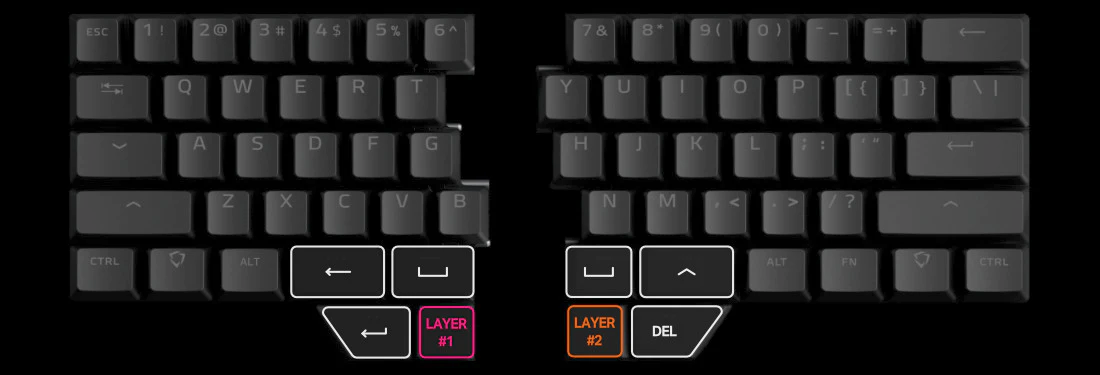 ESC 1 ! 2 @ 3 # 4 $ 5 % 6 ^ 7 & 8 * 9 ( 0 ) - _ = + ←
Q W E R T Y U I O P [ { ] } \ |
A S D F G H J K L ; : ' " 
Z X C V B N M , < . > / ?
CTRL ALT ← ALT FN CTRL
LAYER
#1
LAYER
#2
DEL